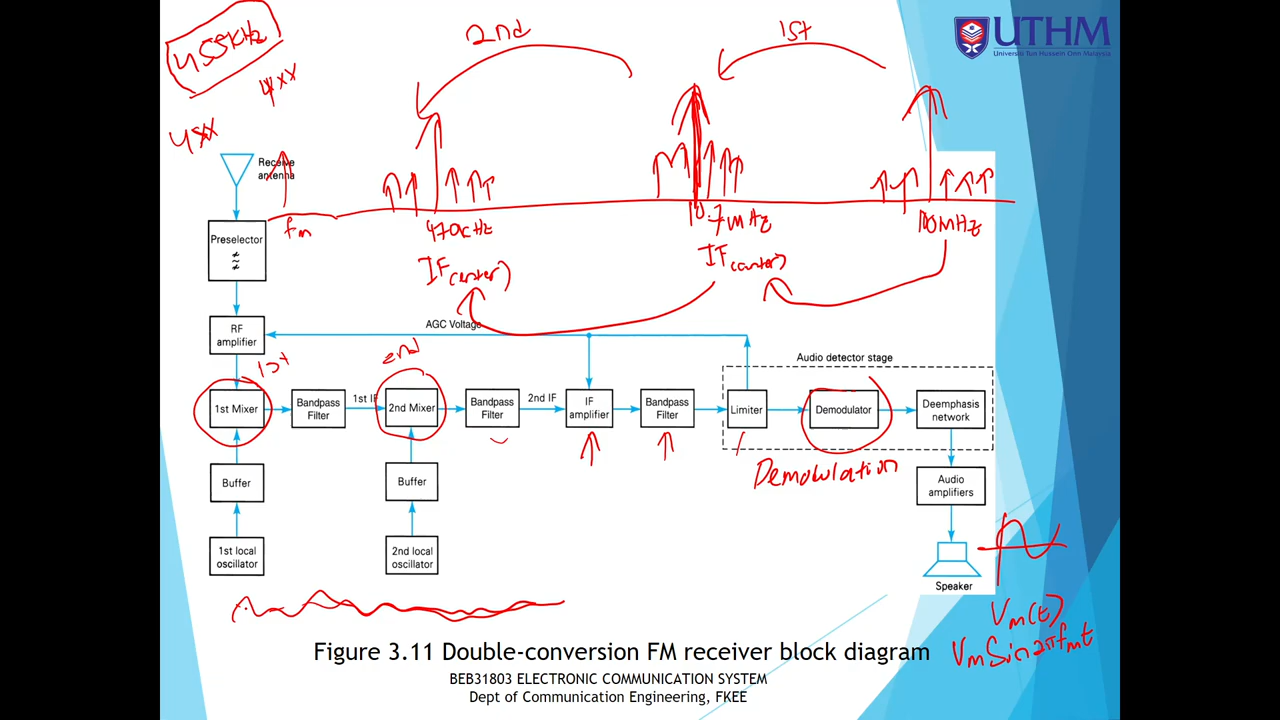 455kHz
4xx
4xx
2nd
1st
UTHM
Universiti Tun Hussein Onn Malaysia
Receive
antenna
fm
470kHz
10.7MHz
100MHz
IF(center)
IF(center)
Preselector
RF
amplifier
AGC Voltage
Audio detector stage
1st
2nd
1st Mixer
Bandpass
Filter
1st IF
2nd Mixer
Bandpass
Filter
2nd IF
IF
amplifier
Bandpass
Filter
Limiter
Demodulator
Deemphasis
network
Demodulation
Buffer
Buffer
Audio
amplifiers
1st local
oscillator
2nd local
oscillator
Speaker
Vm(t)
Vm Sin 2πfmt
Figure 3.11 Double-conversion FM receiver block diagram
BEB31803 ELECTRONIC COMMUNICATION SYSTEM
Dept of Communication Engineering, FKEE